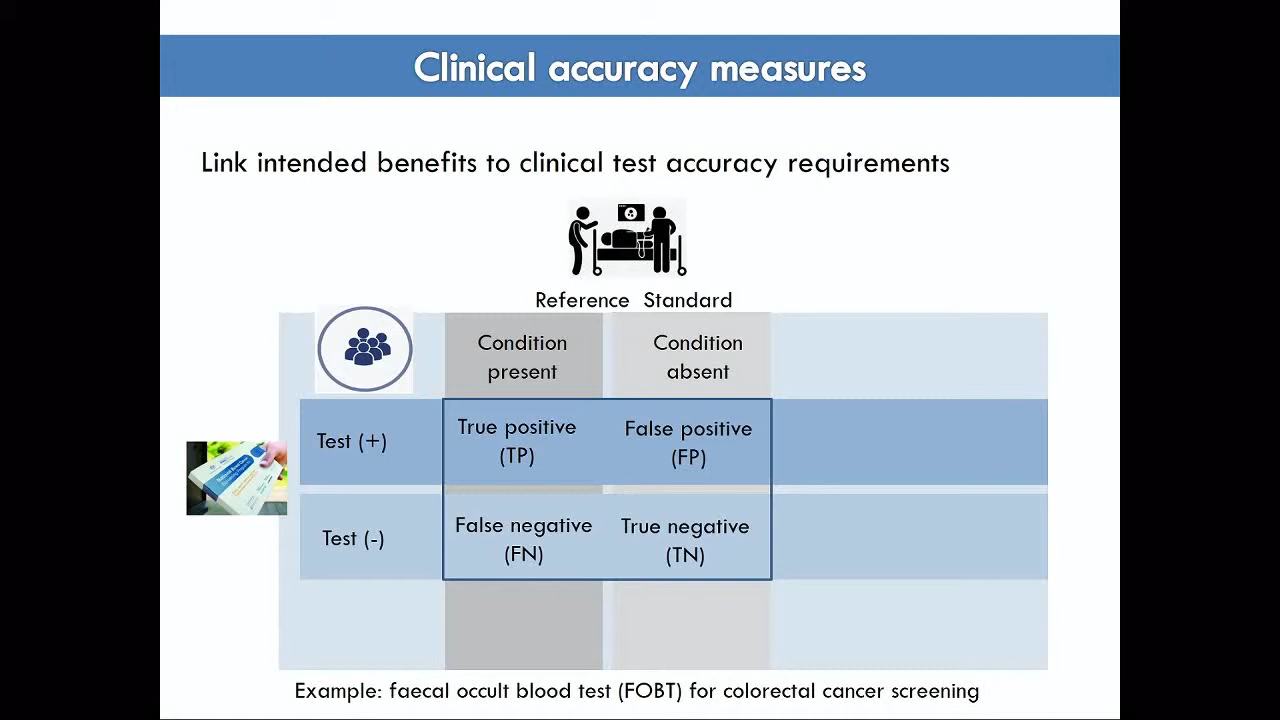 Clinical accuracy measures
Link intended benefits to clinical test accuracy requirements
Reference Standard
Condition present
Condition absent
Test (+)
True positive (TP)
False positive (FP)
Test (-)
False negative (FN)
True negative (TN)
Example: faecal occult blood test (FOBT) for colorectal cancer screening